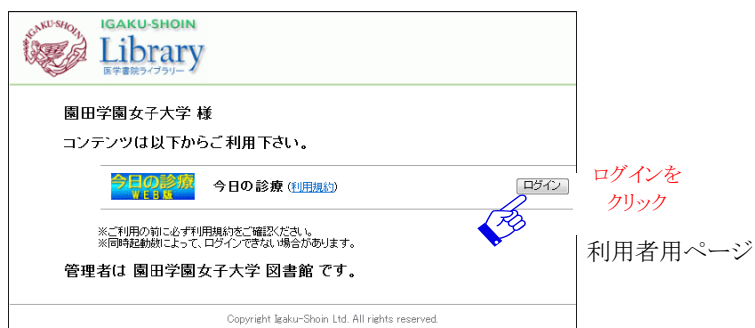 IGAKU-SHOIN
IGAKU-SHOIN
Library
医学書院ライブラリー
園田学園女子大学 様
コンテンツは以下からご利用下さい。
今日の診療
WEB版
今日の診療 (利用規約)
ログイン
ログインを
クリック
※ご利用の前に必ず利用規約をご確認ください。
※同時起動数によって、ログインできない場合があります。
利用者用ページ
管理者は 園田学園女子大学 図書館 です。
Copyright Igaku-Shoin Ltd. All rights reserved.